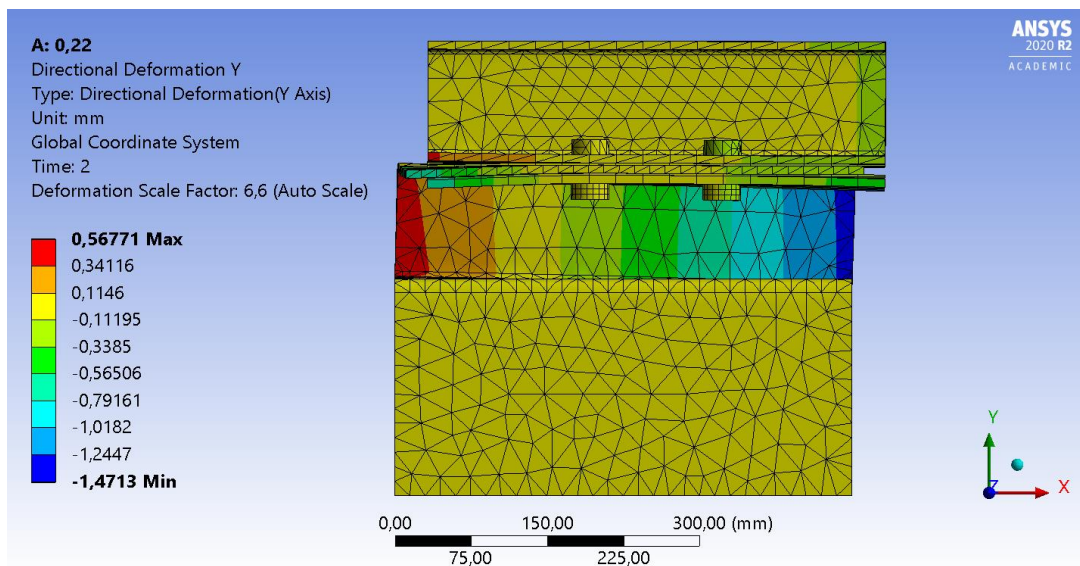 A: 0,22
Directional Deformation Y
Type: Directional Deformation(Y Axis)
Unit: mm
Global Coordinate System
Time: 2
Deformation Scale Factor: 6,6 (Auto Scale)
0,56771 Max
0,34116
0,1146
-0,11195
-0,3385
-0,56506
-0,79161
-1,0182
-1,2447
-1,4713 Min
ANSYS
2020 R2
ACADEMIC
0,00
150,00
300,00 (mm)
75,00
225,00
Y
Z
X